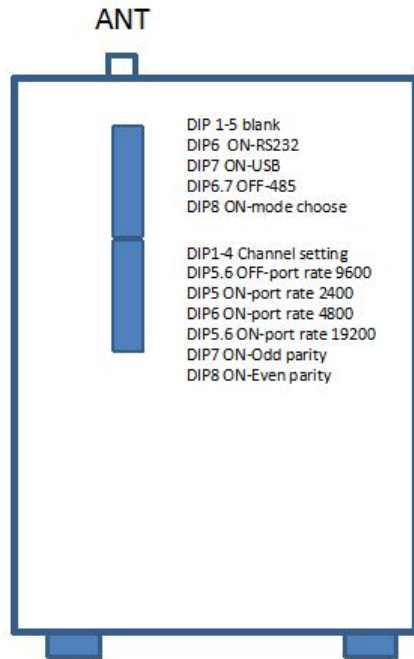 ANT
DIP 1-5 blank
DIP6 ON-RS232
DIP7 ON-USB
DIP6.7 OFF-485
DIP8 ON-mode choose
DIP1-4 Channel setting
DIP5.6 OFF-port rate 9600
DIP5 ON-port rate 2400
DIP6 ON-port rate 4800
DIP5.6 ON-port rate 19200
DIP7 ON-Odd parity
DIP8 ON-Even parity